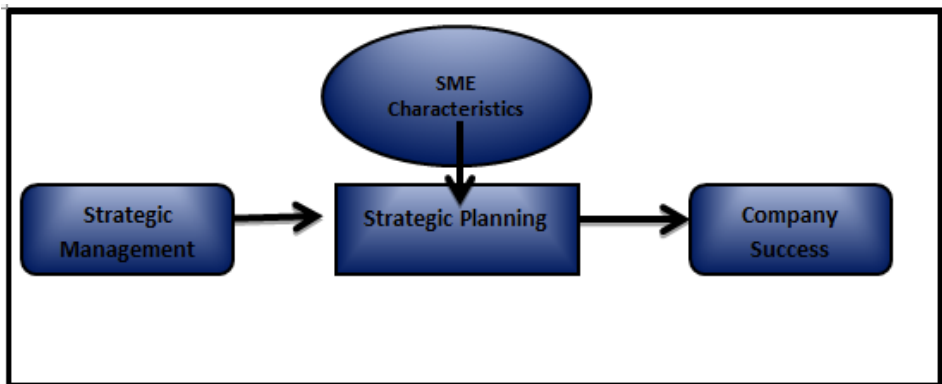 SME
Characteristics
Strategic
Management
Strategic Planning
Company
Success